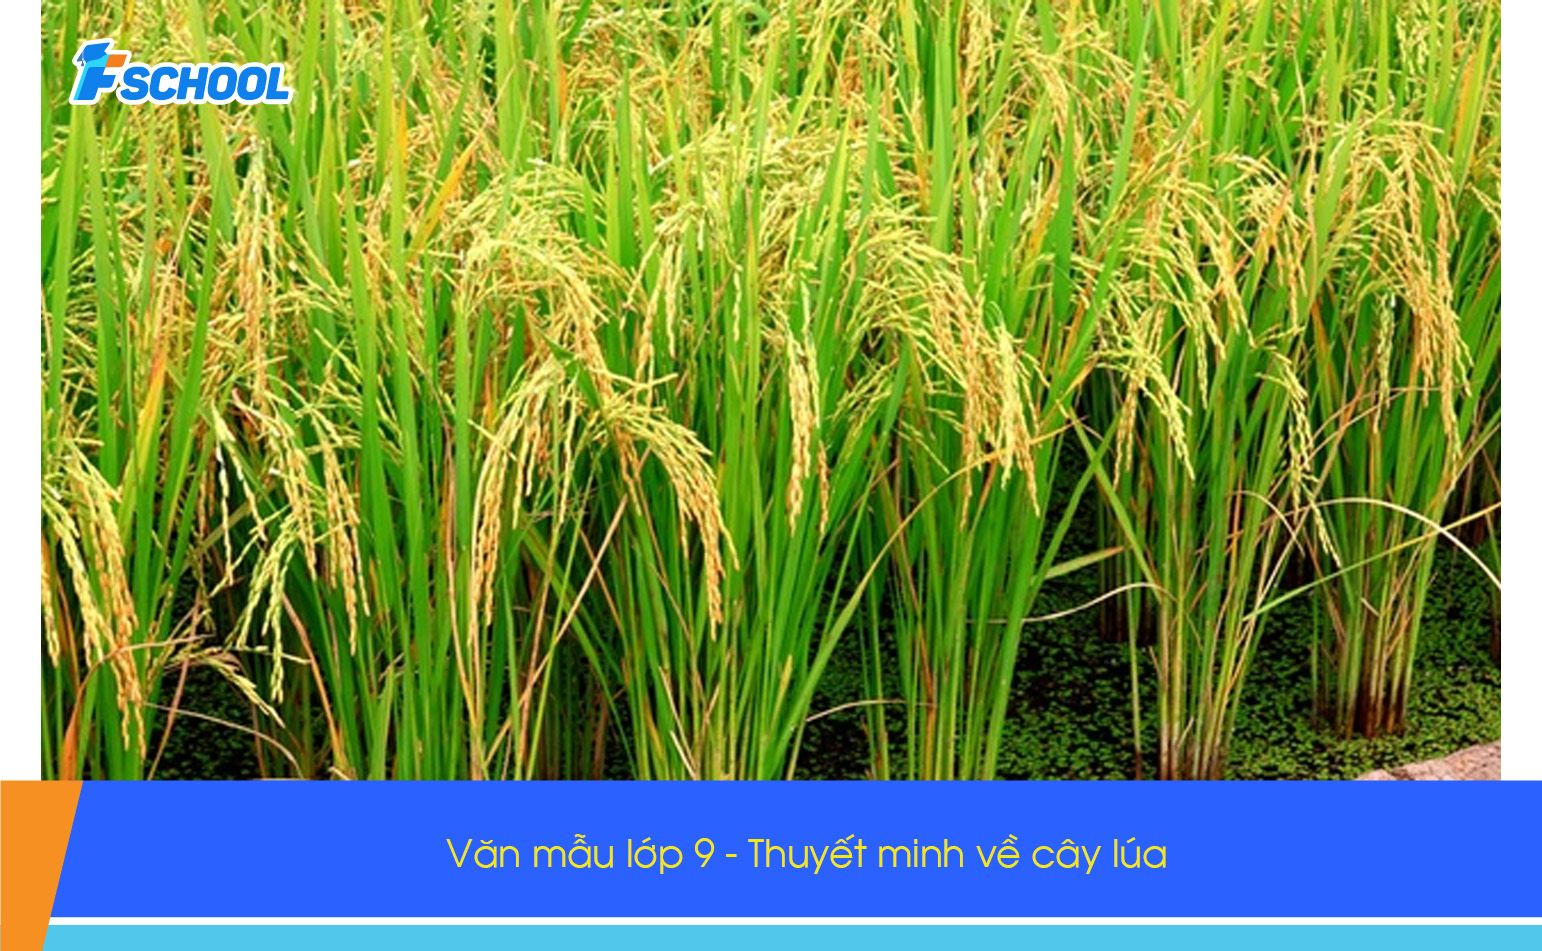 FSCHOOL
Văn mẫu lớp 9 - Thuyết minh về cây lúa